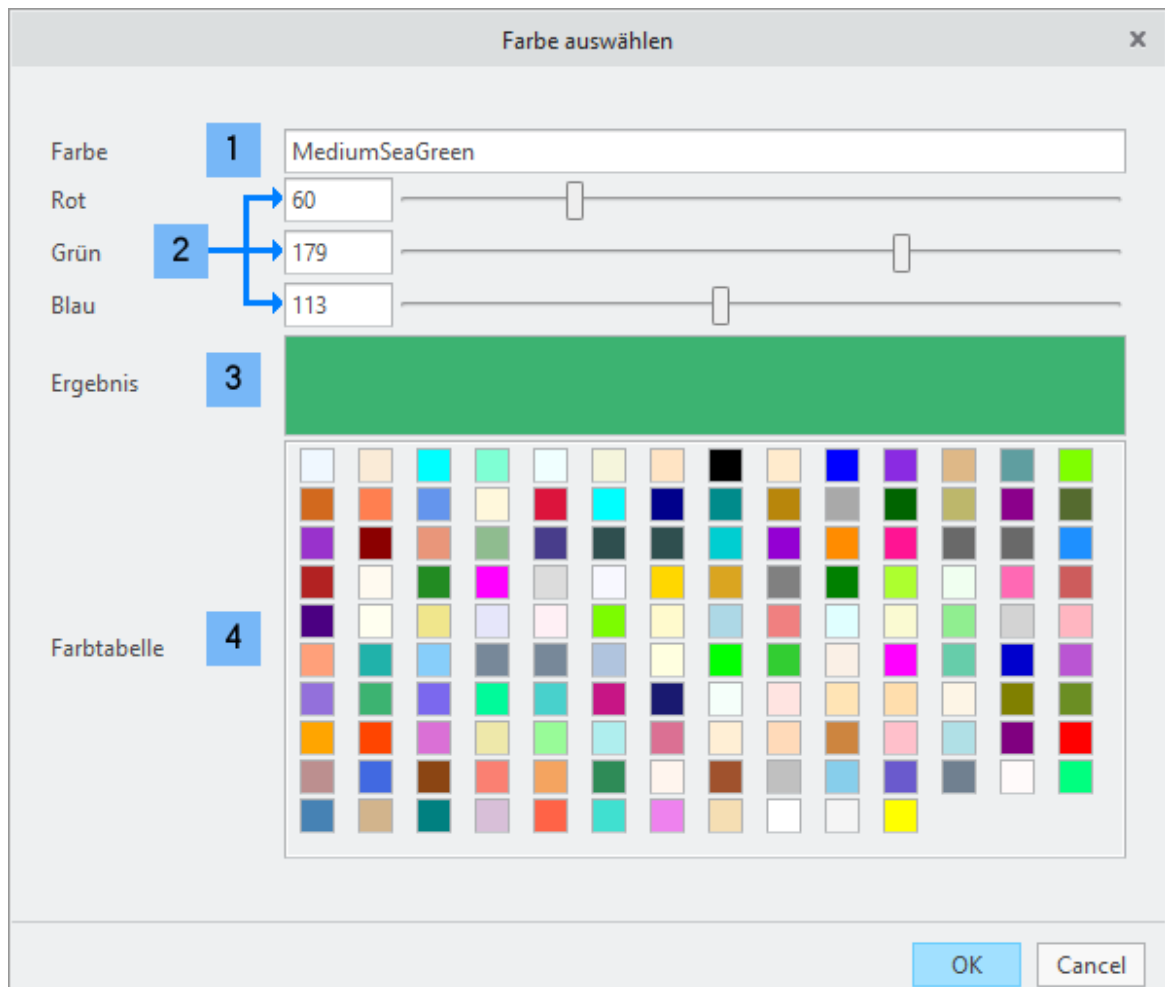 Farbe auswählen
Farbe 1 MediumSeaGreen
Rot 60
Grün 2 179
Blau 113
Ergebnis 3
Farbtabelle 4
OK Cancel